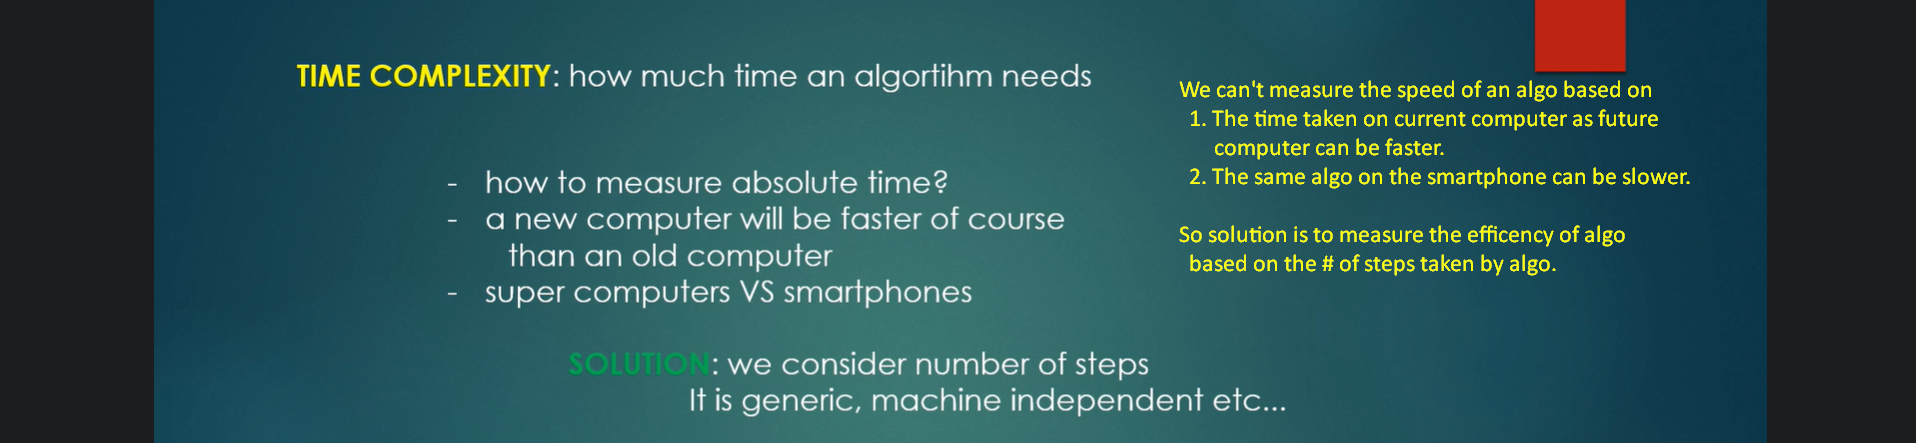 TIME COMPLEXITY: how much time an algortihm needs
- how to measure absolute time?
- a new computer will be faster of course
than an old computer
- super computers VS smartphones
SOLUTION: we consider number of steps
It is generic, machine independent etc...
We can't measure the speed of an algo based on
1. The time taken on current computer as future
computer can be faster.
2. The same algo on the smartphone can be slower.
So solution is to measure the efficency of algo
based on the # of steps taken by algo.